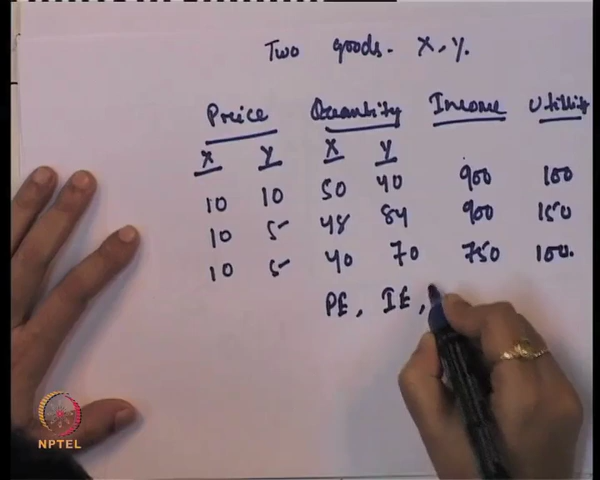 Two goods. X, Y.
Price Quantity Income Utility
X Y X Y
10 10 50 40 900 100
10 5 48 84 900 150
10 5 40 70 750 100.
PE, IE,
NPTEL